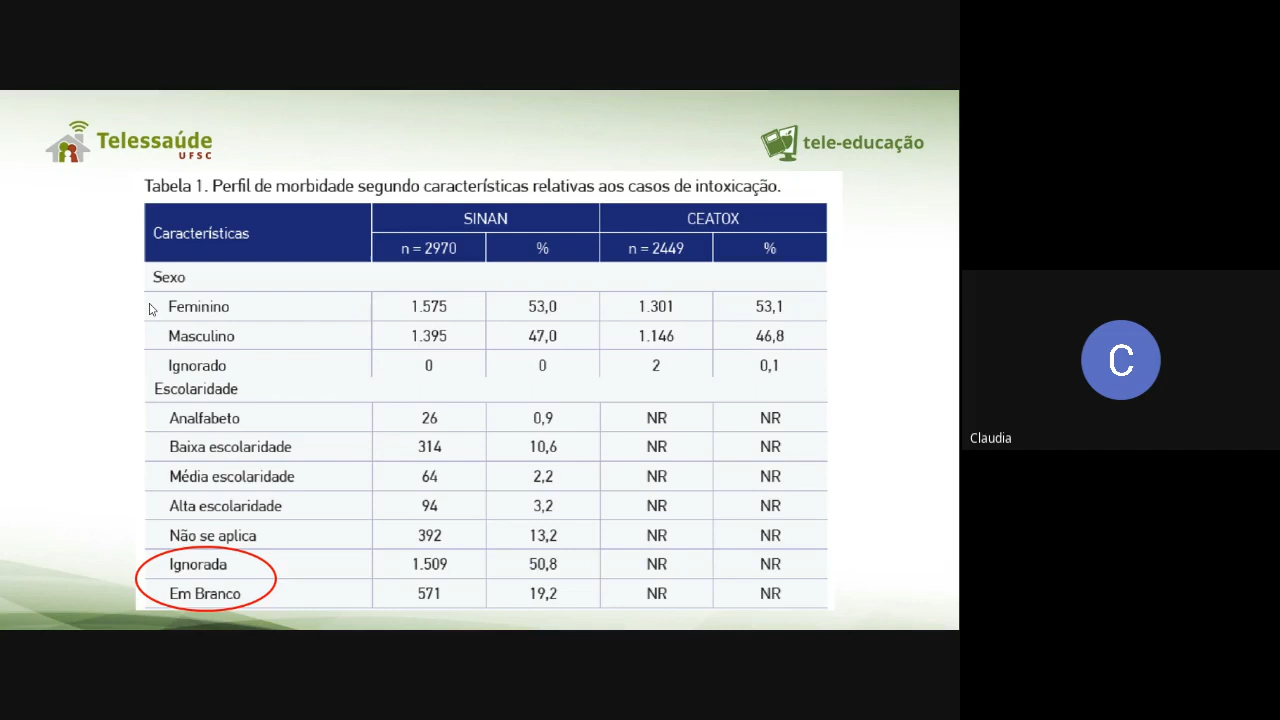 Telessaúde
UFSC
tele-educação
Tabela 1. Perfil de morbidade segundo características relativas aos casos de intoxicação.
Características SINAN CEATOX
n = 2970 % n = 2449 %
Sexo
Feminino 1.575 53,0 1.301 53,1
Masculino 1.395 47,0 1.146 46,8
Ignorado 0 0 2 0,1
Escolaridade
Analfabeto 26 0,9 NR NR
Baixa escolaridade 314 10,6 NR NR
Média escolaridade 64 2,2 NR NR
Alta escolaridade 94 3,2 NR NR
Não se aplica 392 13,2 NR NR
Ignorada 1.509 50,8 NR NR
Em Branco 571 19,2 NR NR
C
Claudia